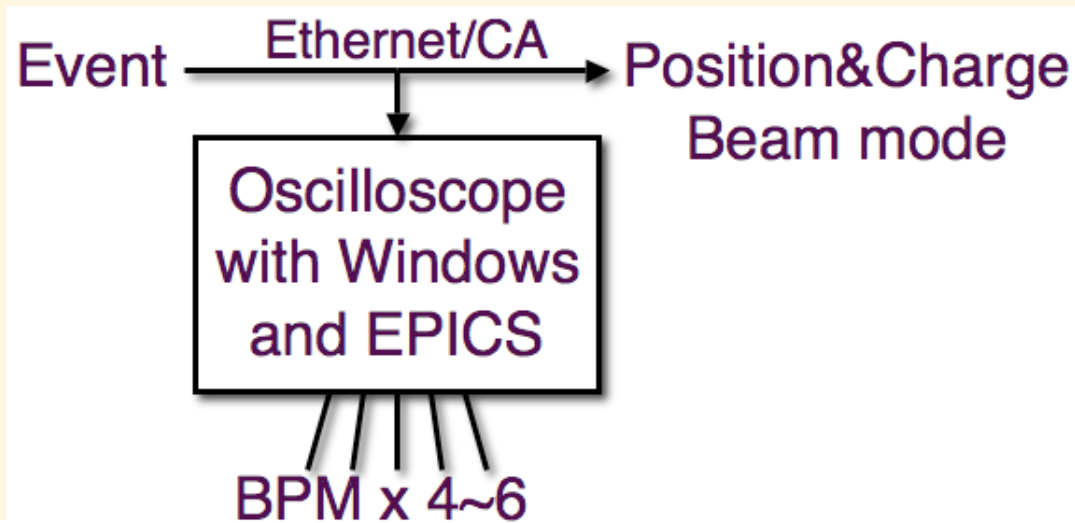 Ethernet/CA
Event
Position&Charge
Beam mode
Oscilloscope
with Windows
and EPICS
BPM x 4~6